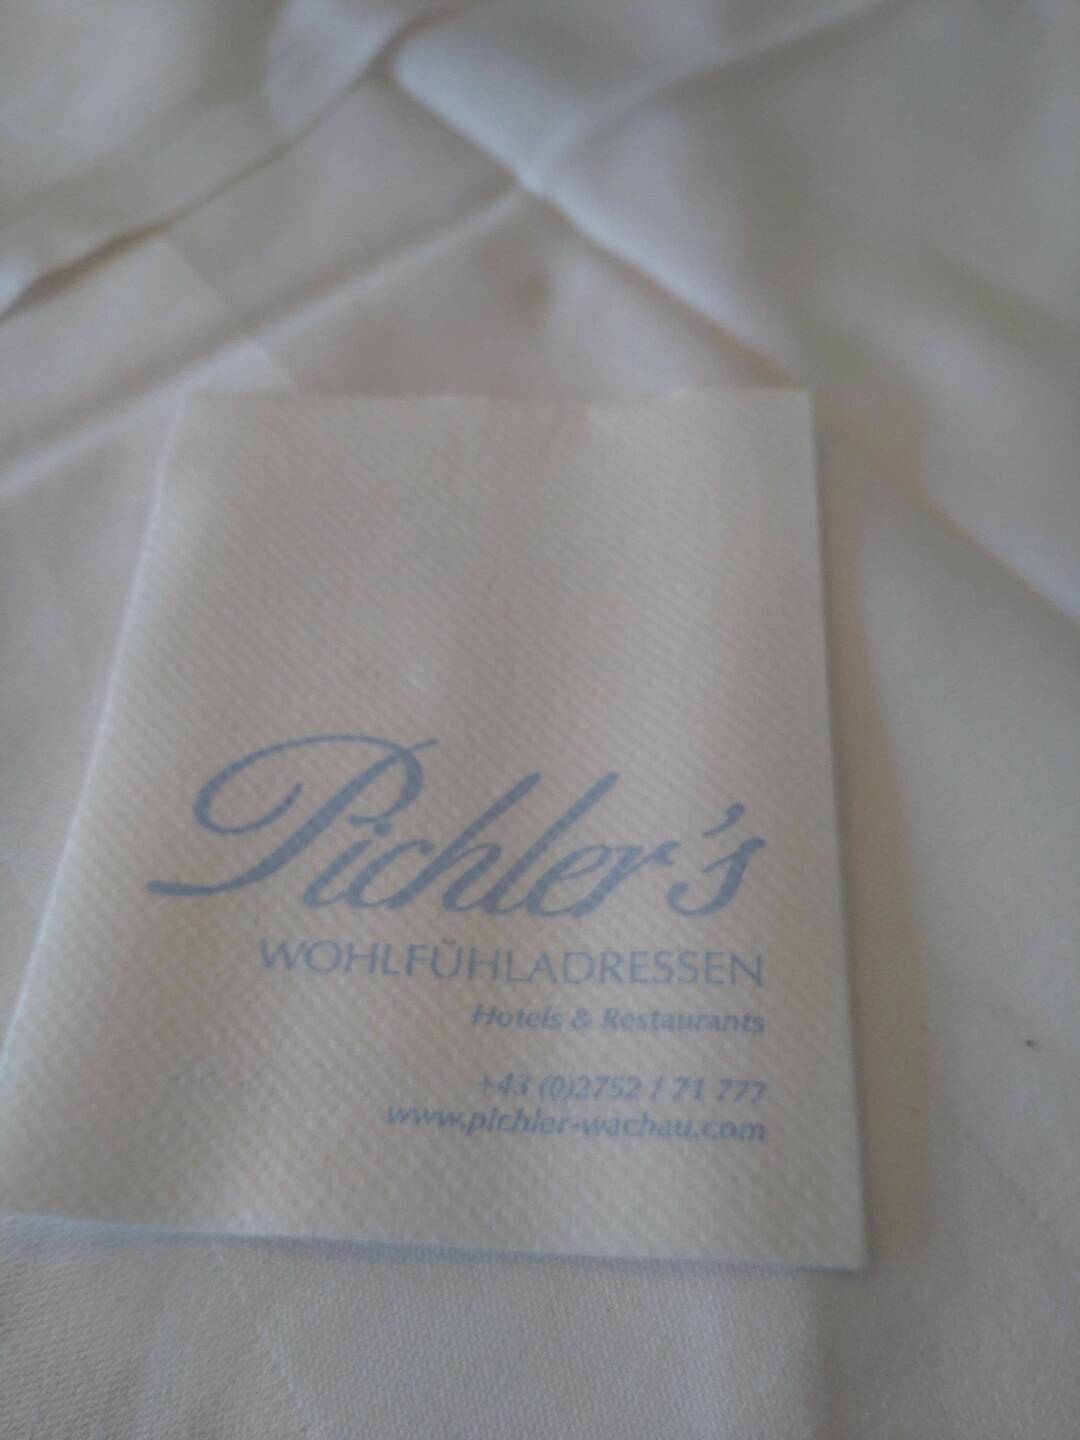 Pichler's
WOHLFÜHLADRESSEN
Hotels & Restaurants
+43 (0)2752 / 71 777
www.pichler-wachau.com